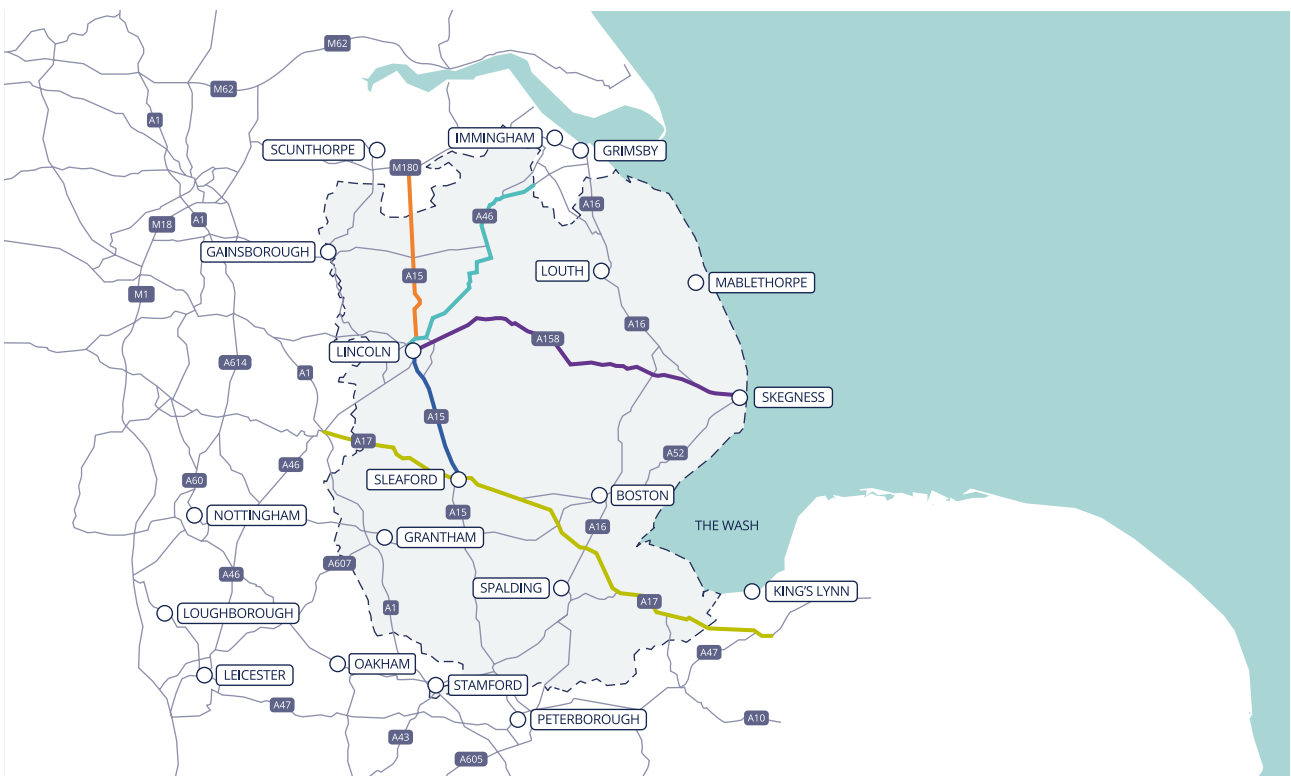 M62
M62
A1
IMMINGHAM
SCUNTHORPE
GRIMSBY
M180
A16
A46
M18
A1
GAINSBOROUGH
LOUTH
A15
MABLETHORPE
M1
A16
A158
LINCOLN
A614
A1
SKEGNESS
A15
A17
A52
A46
SLEAFORD
A60
BOSTON
A15
NOTTINGHAM
A16
THE WASH
GRANTHAM
A607
A46
SPALDING
KING'S LYNN
A17
A1
LOUGHBOROUGH
A47
OAKHAM
LEICESTER
STAMFORD
A47
PETERBOROUGH
A10
A43
A605